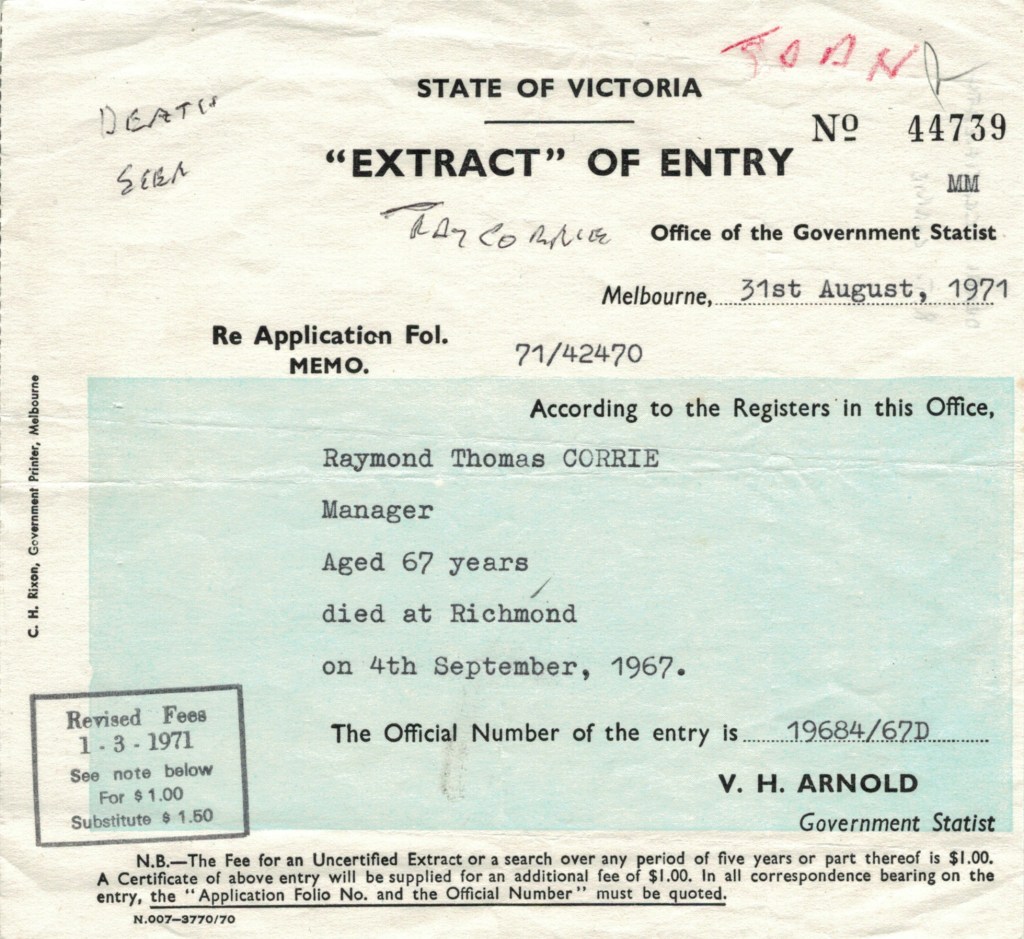 JOAN
STATE OF VICTORIA
DEATH
Nº 44739
"EXTRACT" OF ENTRY
MM
RAY CORRIE
Office of the Government Statist
Melbourne, 31st August, 1971
Re Application Fol.
MEMO. 71/42470
According to the Registers in this Office,
Raymond Thomas CORRIE
Manager
Aged 67 years
died at Richmond
on 4th September, 1967.
The Official Number of the entry is 19684/67D
V. H. ARNOLD
Government Statist
C. H. Rixon, Government Printer, Melbourne
Revised Fees
1-3-1971
See note below
For $1.00
Substitute $1.50
N.B.—The Fee for an Uncertified Extract or a search over any period of five years or part thereof is $1.00.
A Certificate of above entry will be supplied for an additional fee of $1.00. In all correspondence bearing on the
entry, the "Application Folio No. and the Official Number" must be quoted.
N.007—3770/70